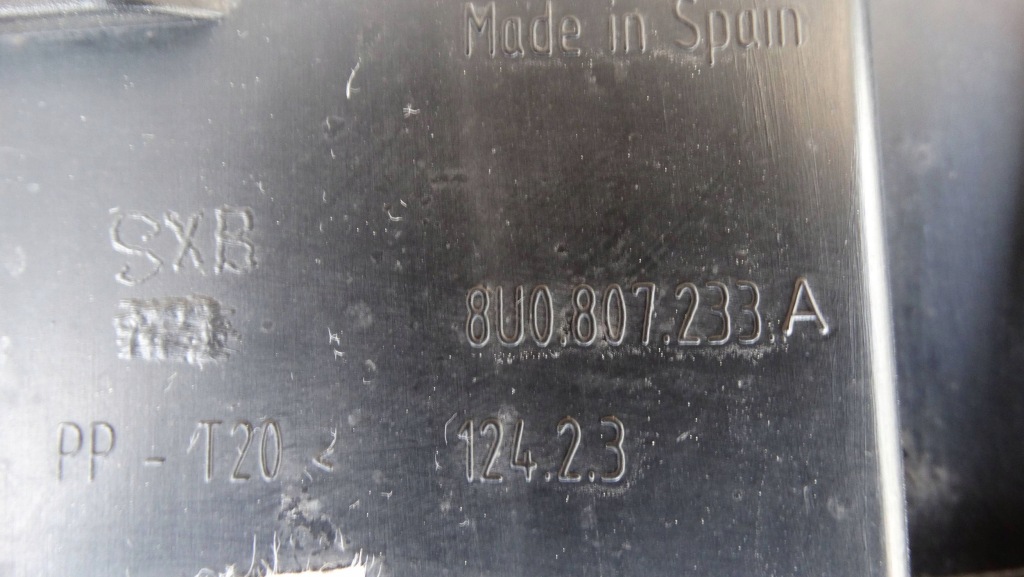 Made in Spain
SXB
8U0.807.233.A
PP - T20
124.2.3